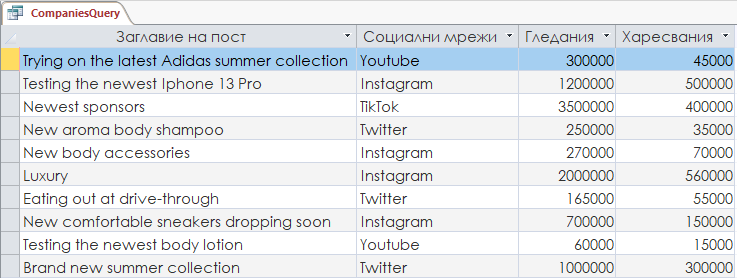 CompaniesQuery
Заглавие на пост Социални мрежи Гледания Харесвания
Trying on the latest Adidas summer collection Youtube 300000 45000
Testing the newest Iphone 13 Pro Instagram 1200000 500000
Newest sponsors TikTok 3500000 400000
New aroma body shampoo Twitter 250000 35000
New body accessories Instagram 270000 70000
Luxury Instagram 2000000 560000
Eating out at drive-through Twitter 165000 55000
New comfortable sneakers dropping soon Instagram 700000 150000
Testing the newest body lotion Youtube 60000 15000
Brand new summer collection Twitter 1000000 300000